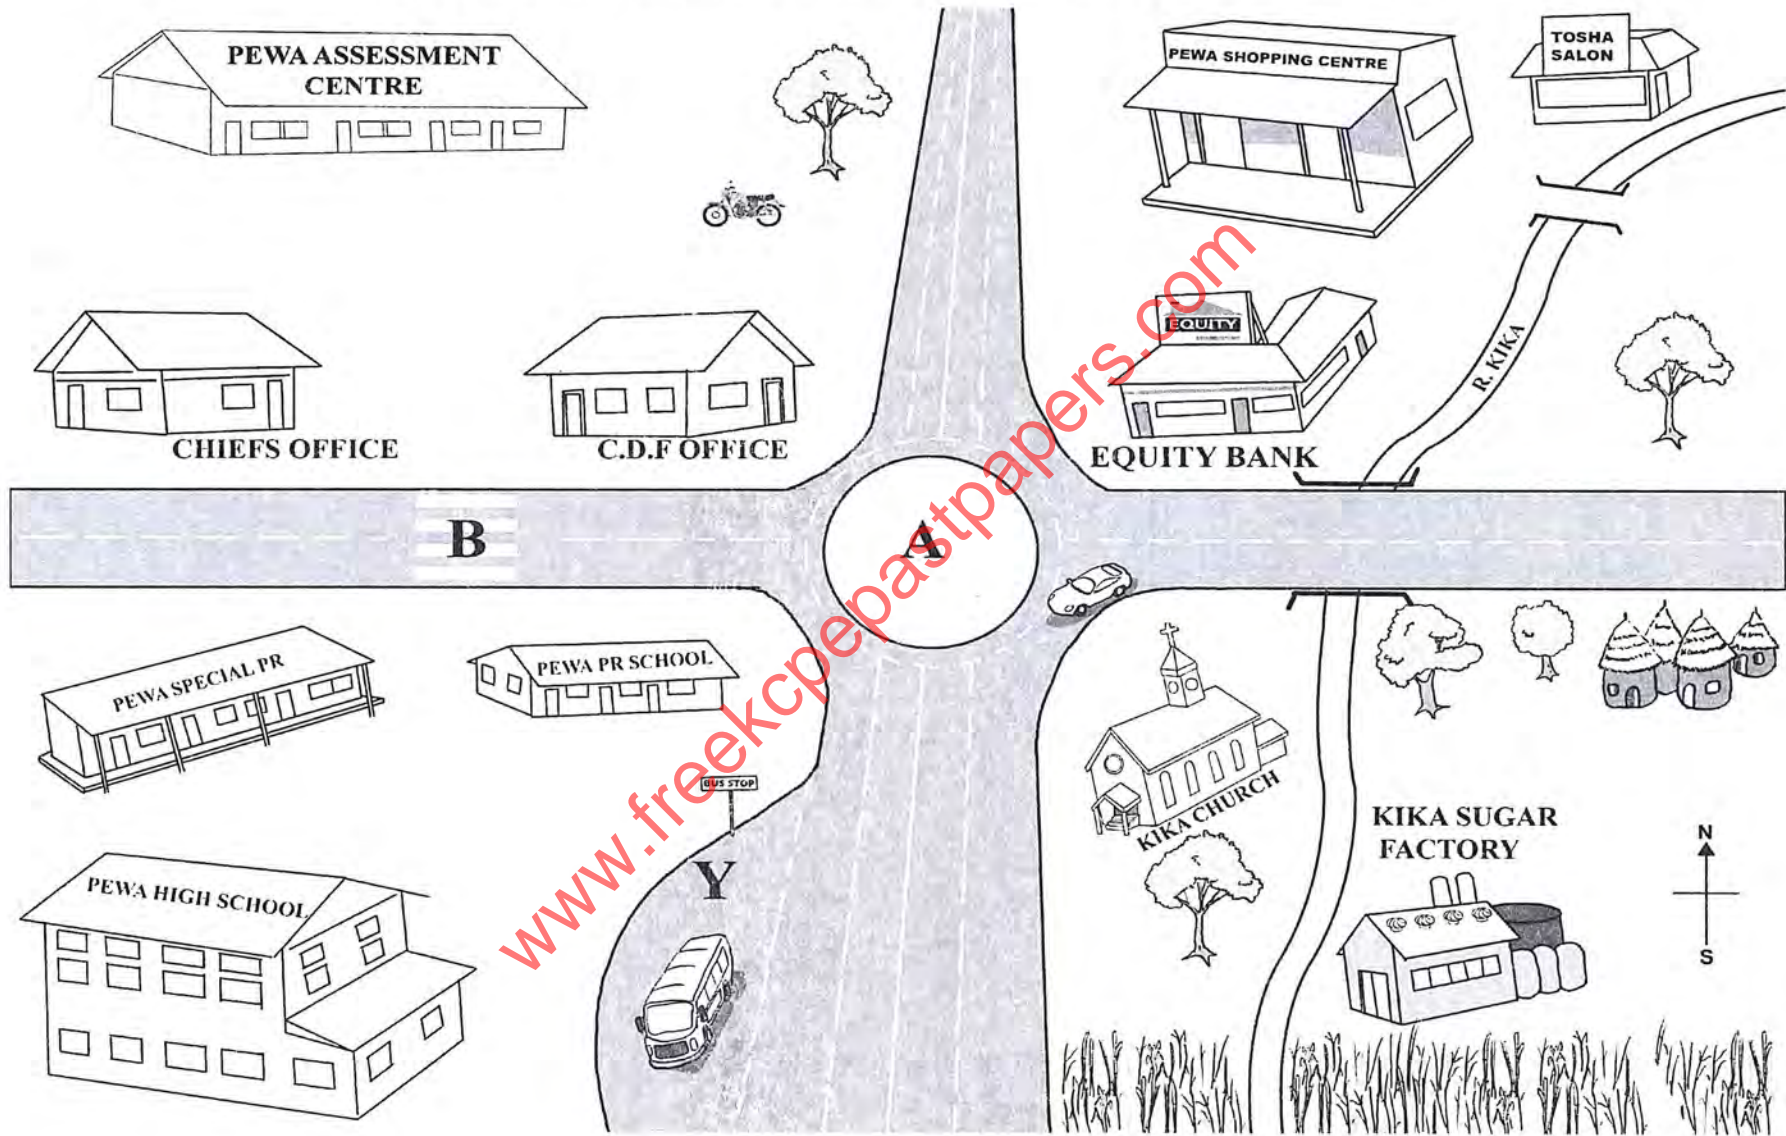 PEWA ASSESSMENT
CENTRE
PEWA SHOPPING CENTRE
TOSHA
SALON
EQUITY
R. KIKA
CHIEFS OFFICE
C.D.F OFFICE
EQUITY BANK
B
A
PEWA SPECIAL PR
PEWA PR SCHOOL
BUS STOP
KIKA CHURCH
KIKA SUGAR
FACTORY
N
S
Y
PEWA HIGH SCHOOL
www.freekcpepastpapers.com